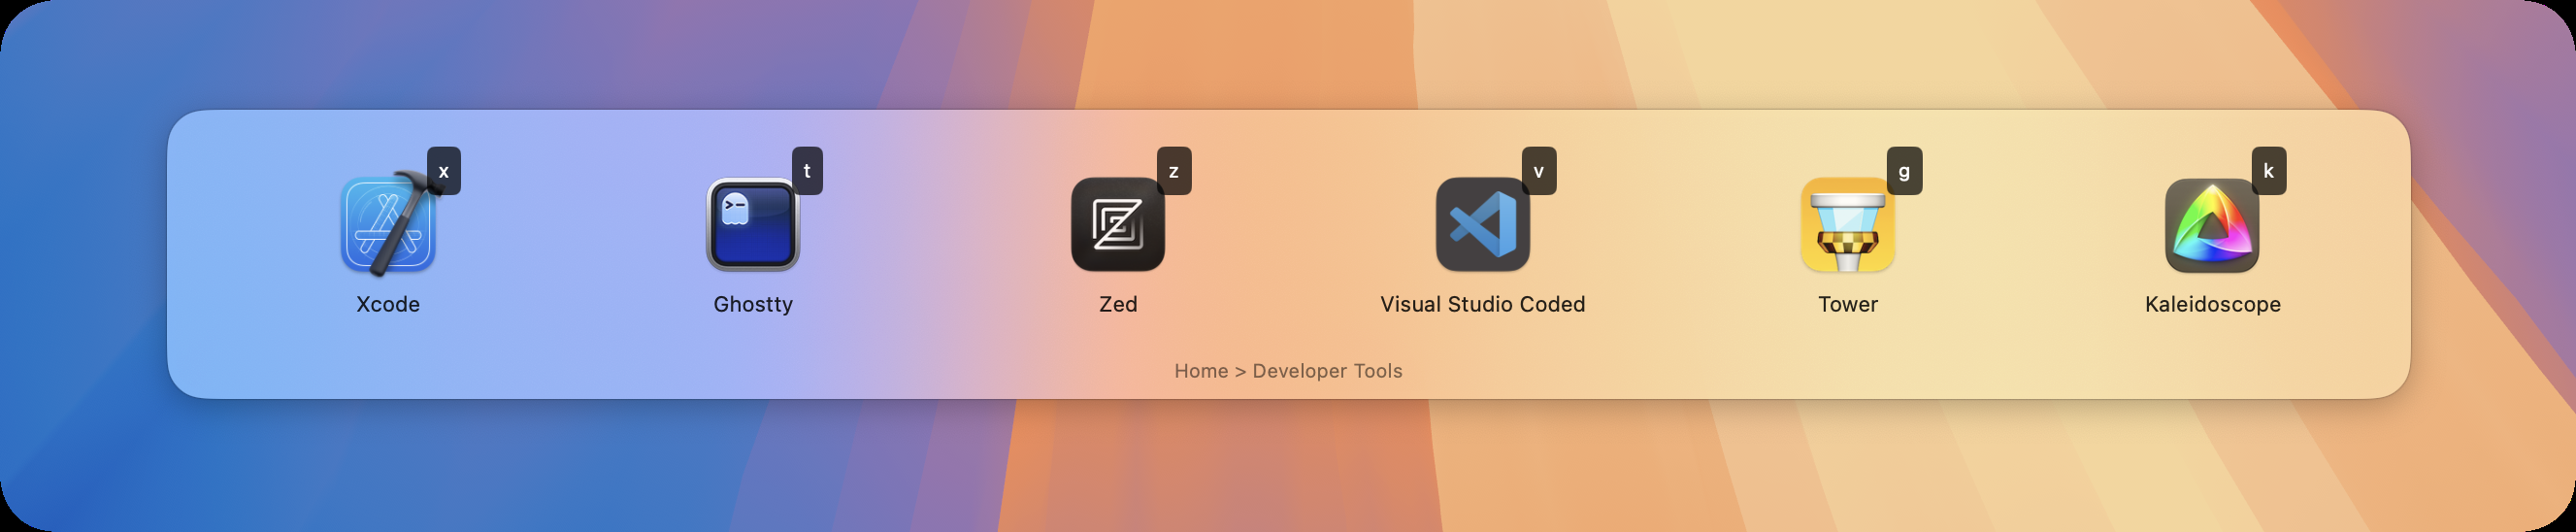 x t z v g k
>-
Xcode Ghostty Zed Visual Studio Coded Tower Kaleidoscope
Home > Developer Tools